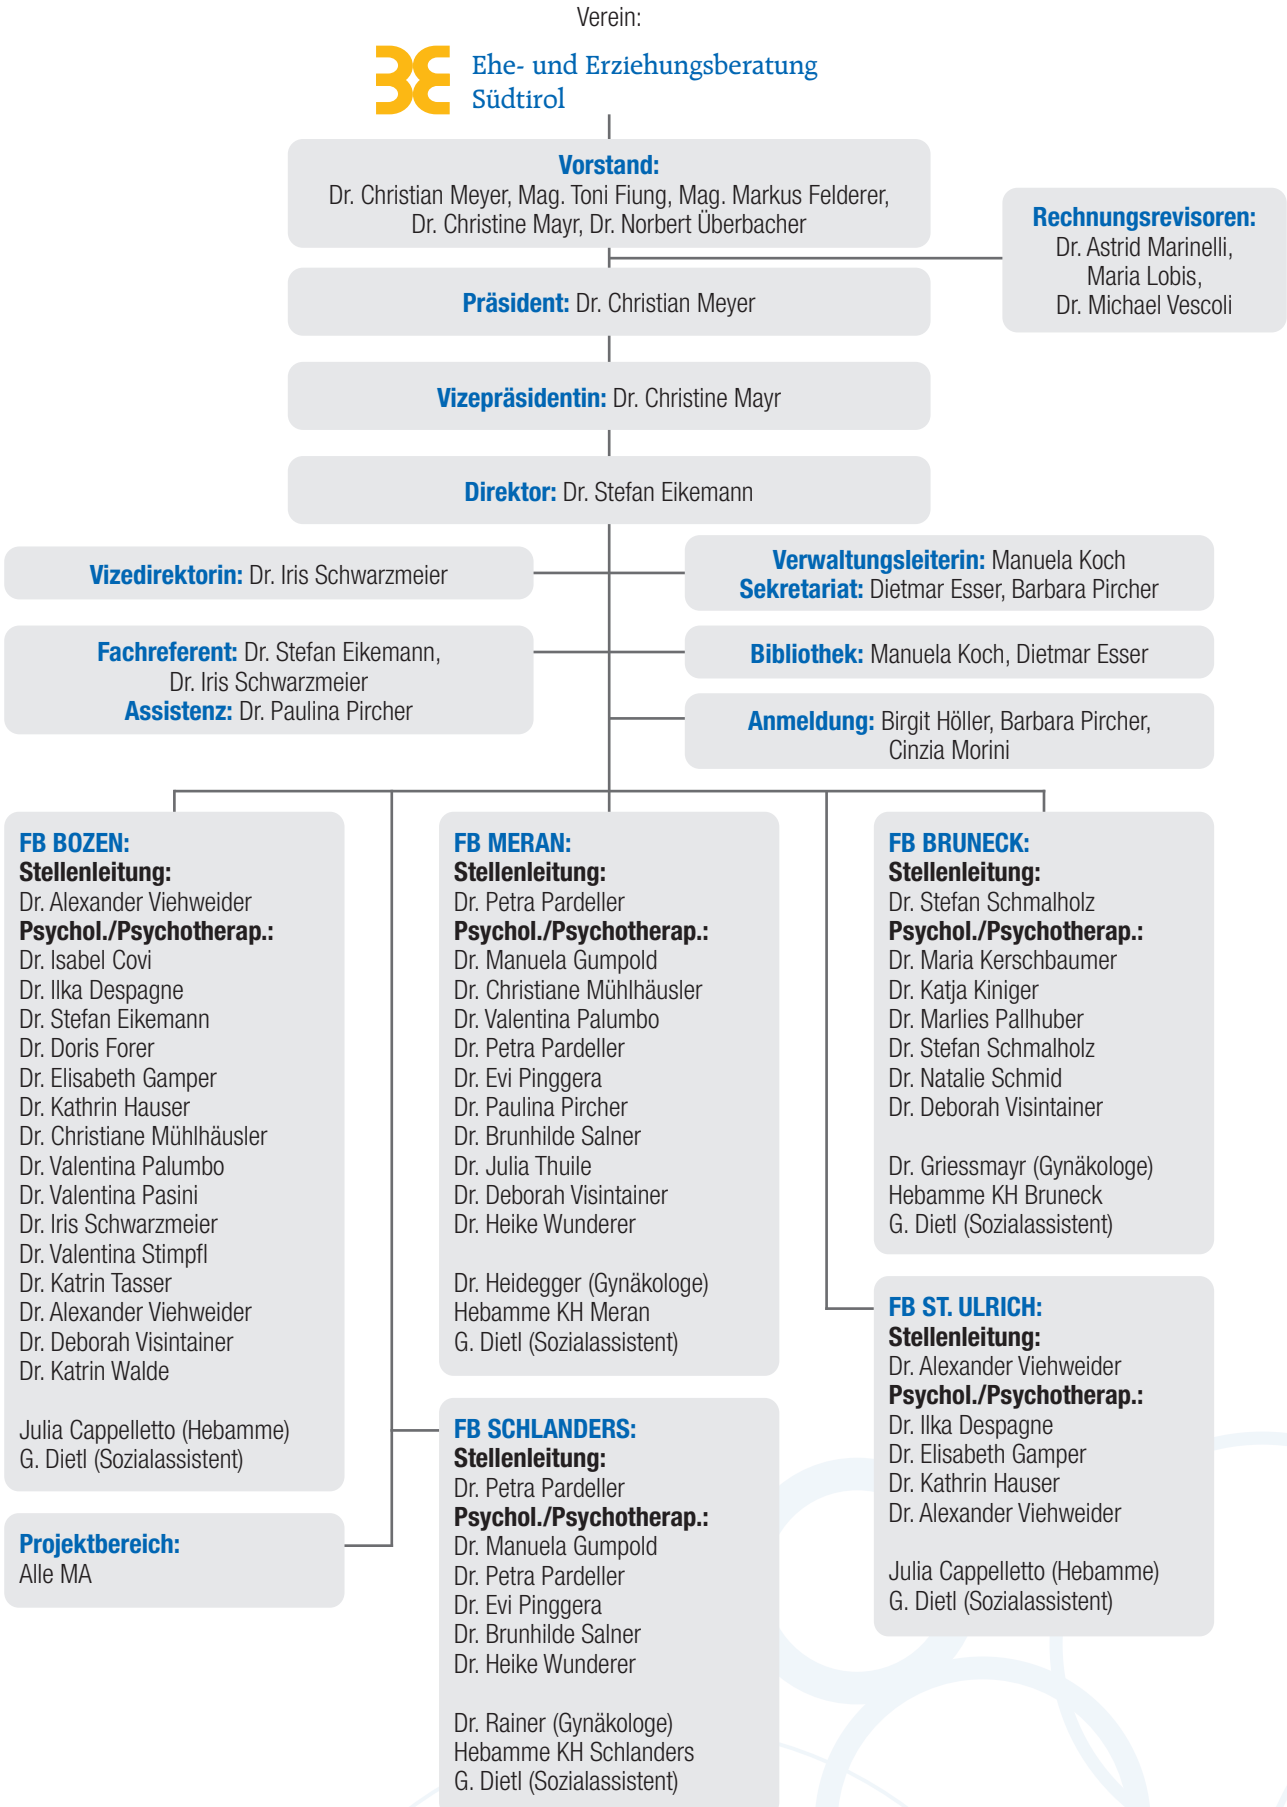 Verein:
Ehe- und Erziehungsberatung
Südtirol
Vorstand:
Dr. Christian Meyer, Mag. Toni Fiung, Mag. Markus Felderer,
Dr. Christine Mayr, Dr. Norbert Überbacher
Rechnungsrevisoren:
Dr. Astrid Marinelli,
Maria Lobis,
Dr. Michael Vescoli
Präsident: Dr. Christian Meyer
Vizepräsidentin: Dr. Christine Mayr
Direktor: Dr. Stefan Eikemann
Vizedirektorin: Dr. Iris Schwarzmeier
Verwaltungsleiterin: Manuela Koch
Sekretariat: Dietmar Esser, Barbara Pircher
Fachreferent: Dr. Stefan Eikemann,
Dr. Iris Schwarzmeier
Assistenz: Dr. Paulina Pircher
Bibliothek: Manuela Koch, Dietmar Esser
Anmeldung: Birgit Höller, Barbara Pircher,
Cinzia Morini
FB BOZEN:
Stellenleitung:
Dr. Alexander Viehweider
Psychol./Psychotherap.:
Dr. Isabel Covi
Dr. Ilka Despagne
Dr. Stefan Eikemann
Dr. Doris Forer
Dr. Elisabeth Gamper
Dr. Kathrin Hauser
Dr. Christiane Mühlhäusler
Dr. Valentina Palumbo
Dr. Valentina Pasini
Dr. Iris Schwarzmeier
Dr. Valentina Stimpfl
Dr. Katrin Tasser
Dr. Alexander Viehweider
Dr. Deborah Visintainer
Dr. Katrin Walde
Julia Cappelletto (Hebamme)
G. Dietl (Sozialassistent)
Projektbereich:
Alle MA
FB MERAN:
Stellenleitung:
Dr. Petra Pardeller
Psychol./Psychotherap.:
Dr. Manuela Gumpold
Dr. Christiane Mühlhäusler
Dr. Valentina Palumbo
Dr. Petra Pardeller
Dr. Evi Pinggera
Dr. Paulina Pircher
Dr. Brunhilde Salner
Dr. Julia Thuile
Dr. Deborah Visintainer
Dr. Heike Wunderer
Dr. Heidegger (Gynäkologe)
Hebamme KH Meran
G. Dietl (Sozialassistent)
FB SCHLANDERS:
Stellenleitung:
Dr. Petra Pardeller
Psychol./Psychotherap.:
Dr. Manuela Gumpold
Dr. Petra Pardeller
Dr. Evi Pinggera
Dr. Brunhilde Salner
Dr. Heike Wunderer
Dr. Rainer (Gynäkologe)
Hebamme KH Schlanders
G. Dietl (Sozialassistent)
FB BRUNECK:
Stellenleitung:
Dr. Stefan Schmalholz
Psychol./Psychotherap.:
Dr. Maria Kerschbaumer
Dr. Katja Kiniger
Dr. Marlies Pallhuber
Dr. Stefan Schmalholz
Dr. Natalie Schmid
Dr. Deborah Visintainer
Dr. Griessmayr (Gynäkologe)
Hebamme KH Bruneck
G. Dietl (Sozialassistent)
FB ST. ULRICH:
Stellenleitung:
Dr. Alexander Viehweider
Psychol./Psychotherap.:
Dr. Ilka Despagne
Dr. Elisabeth Gamper
Dr. Kathrin Hauser
Dr. Alexander Viehweider
Julia Cappelletto (Hebamme)
G. Dietl (Sozialassistent)